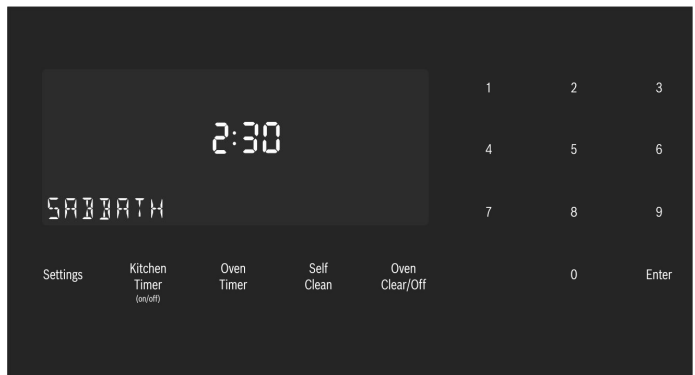 2:30
SABBATH
1 2 3
4 5 6
7 8 9
0 Enter
Settings
Kitchen
Timer
(on/off)
Oven
Timer
Self
Clean
Oven
Clear/Off